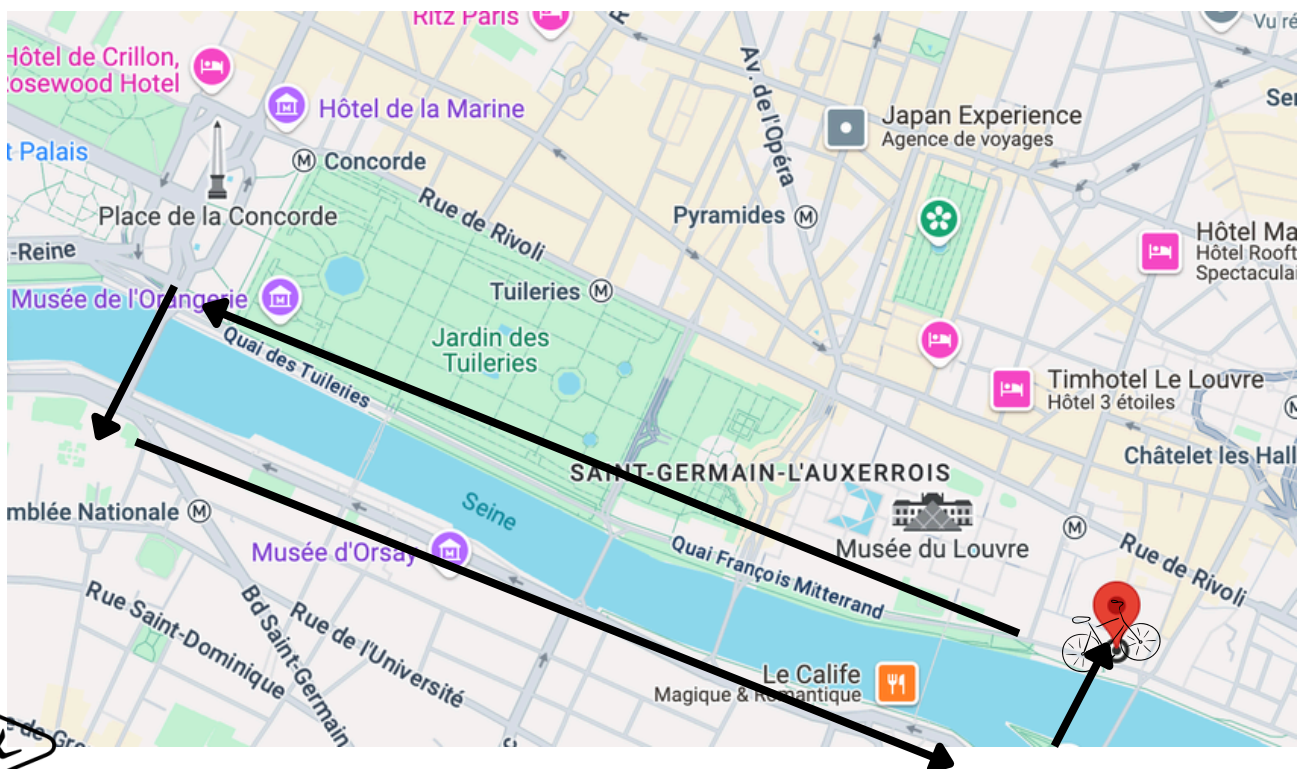 Ritz Paris
Vu ré
Hôtel de Crillon,
osewood Hotel
Hôtel de la Marine
Av. de l'Opéra
Japan Experience
Agence de voyages
Ser
t Palais
M Concorde
Place de la Concorde
Rue de Rivoli
Pyramides M
Hôtel Ma
Hôtel Rooft
Spectaculai
-Reine
Musée de l'Orangerie
Tuileries M
Jardin des
Tuileries
Quai des Tuileries
Timhotel Le Louvre
Hôtel 3 étoiles
M
Châtelet les Hall
SAINT-GERMAIN-L'AUXERROIS
Seine
mblée Nationale M
Musée d'Orsay
Quai François Mitterrand
Musée du Louvre
M
Rue de Rivoli
Rue Saint-Dominique
Bd Saint-Germain
Rue de l'Université
Le Calife
Magique & Romantique